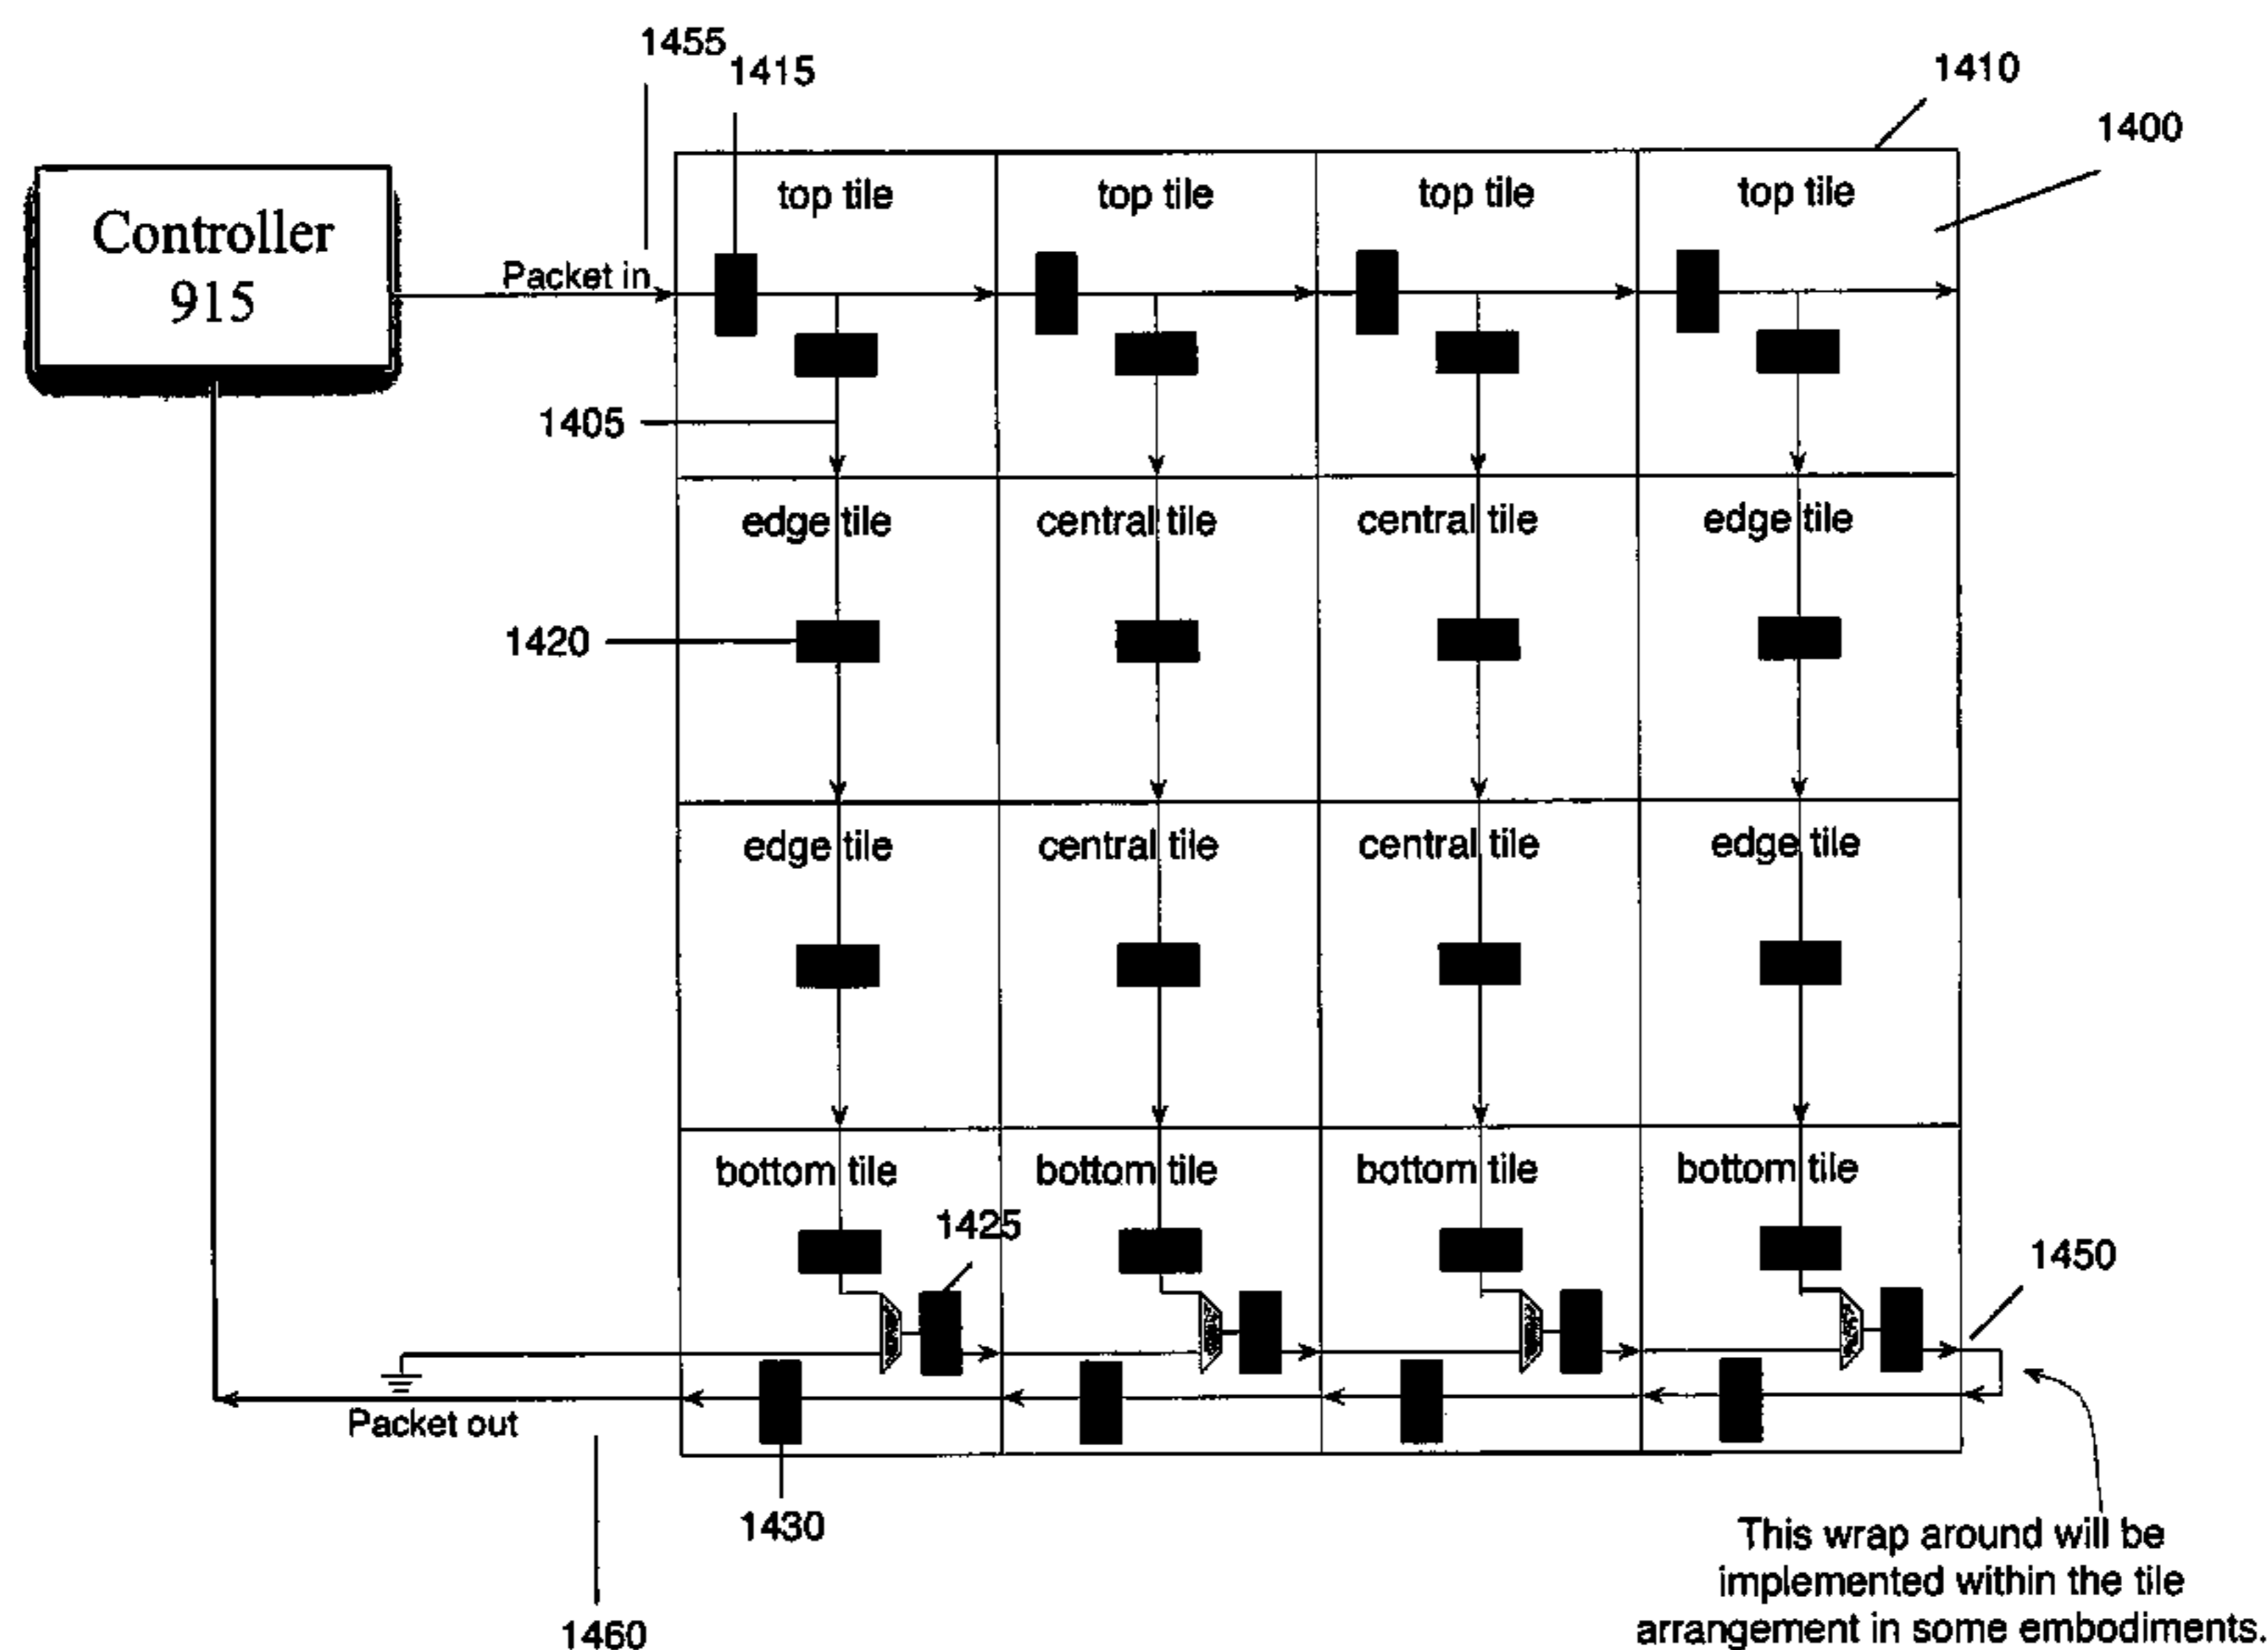 1455
1415
1410
1400
Controller
915
Packet in
top tile
top tile
top tile
top tile
1405
edge tile
central tile
central tile
edge tile
1420
edge tile
central tile
central tile
edge tile
bottom tile
bottom tile
bottom tile
bottom tile
1425
1450
Packet out
1430
1460
This wrap around will be
implemented within the tile
arrangement in some embodiments.